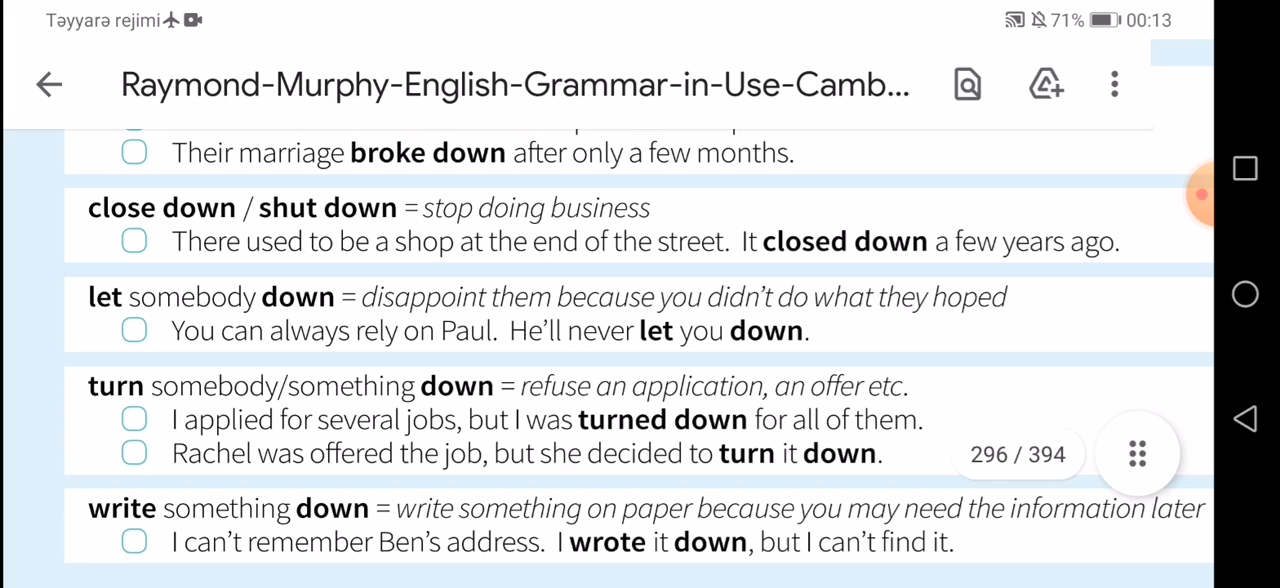 Təyyarə rejimi 71% 00:13
Raymond-Murphy-English-Grammar-in-Use-Camb...
Their marriage broke down after only a few months.
close down / shut down = stop doing business
There used to be a shop at the end of the street. It closed down a few years ago.
let somebody down = disappoint them because you didn't do what they hoped
You can always rely on Paul. He'll never let you down.
turn somebody/something down = refuse an application, an offer etc.
I applied for several jobs, but I was turned down for all of them.
Rachel was offered the job, but she decided to turn it down.
296 / 394
write something down = write something on paper because you may need the information later
I can't remember Ben's address. I wrote it down, but I can't find it.